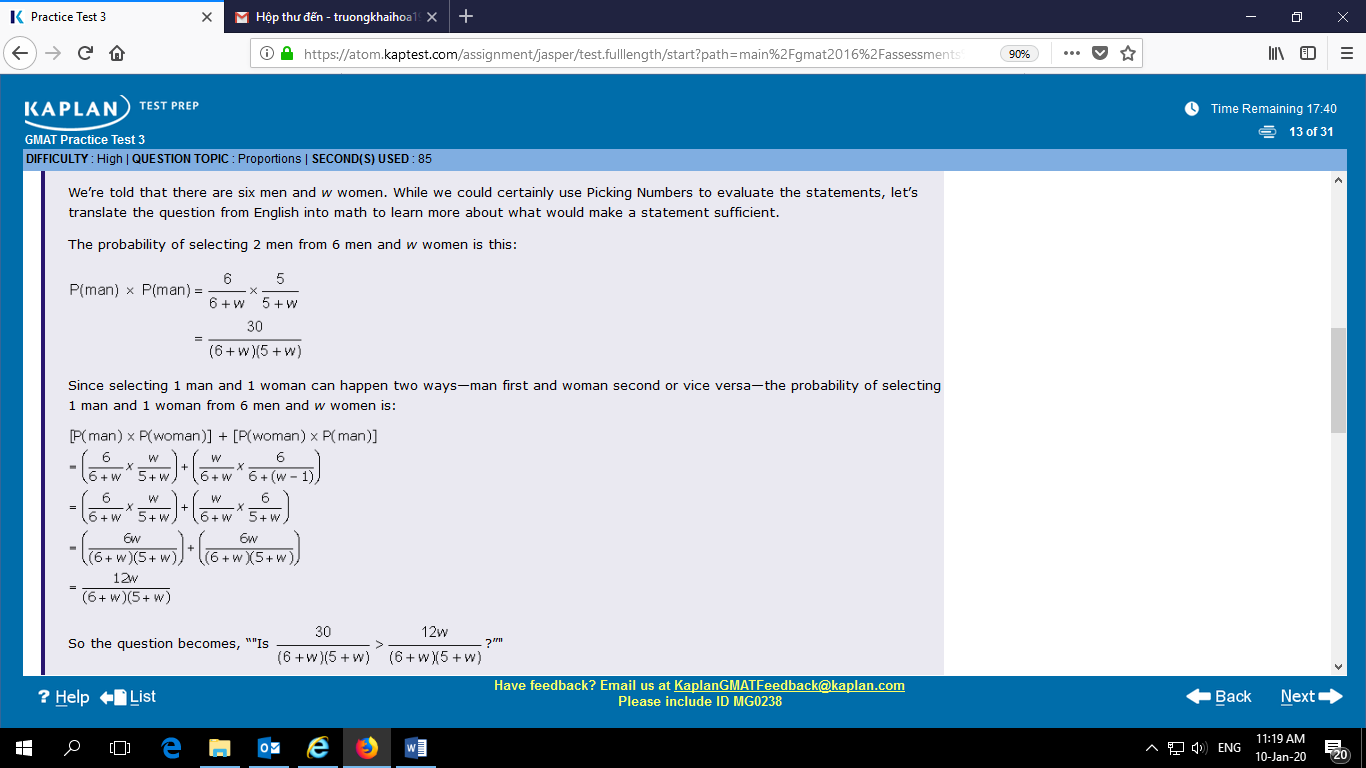 Practice Test 3
Hộp thư đến - truongkhaihoa1
https://atom.kaptest.com/assignment/jasper/test.fulllength/start?path=main%2Fgmat2016%2Fassessments
90%
KAPLAN TEST PREP
Time Remaining 17:40
GMAT Practice Test 3
13 of 31
DIFFICULTY : High | QUESTION TOPIC : Proportions | SECOND(S) USED : 85
We’re told that there are six men and w women. While we could certainly use Picking Numbers to evaluate the statements, let’s
translate the question from English into math to learn more about what would make a statement sufficient.
The probability of selecting 2 men from 6 men and w women is this:
P(man) × P(man) = 6/(6 + w) × 5/(5 + w)
= 30/((6 + w)(5 + w))
Since selecting 1 man and 1 woman can happen two ways—man first and woman second or vice versa—the probability of selecting
1 man and 1 woman from 6 men and w women is:
[P(man) x P(woman)] + [P(woman) x P(man)]
= (6/(6 + w) x w/(5 + w)) + (w/(6 + w) x 6/(6 + (w – 1)))
= (6/(6 + w) x w/(5 + w)) + (w/(6 + w) x 6/(5 + w))
= (6w/((6 + w)(5 + w))) + (6w/((6 + w)(5 + w)))
= 12w/((6 + w)(5 + w))
So the question becomes, “"Is 30/((6 + w)(5 + w)) > 12w/((6 + w)(5 + w)) ?”"
? Help
List
Have feedback? Email us at KaplanGMATFeedback@kaplan.com
Please include ID MG0238
Back
Next
ENG
11:19 AM
10-Jan-20
20